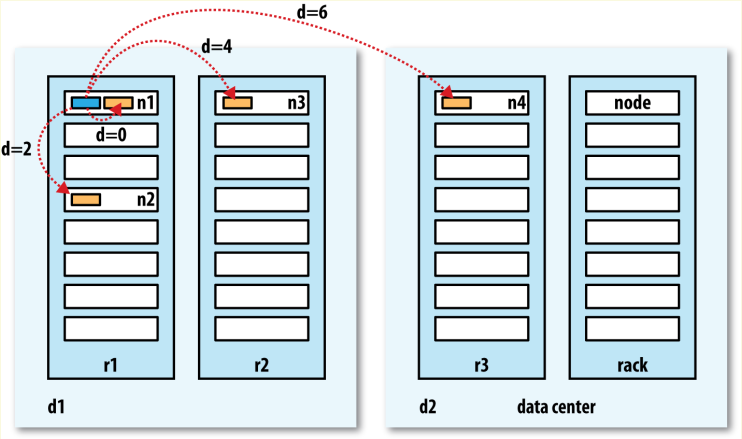 d=6
d=4
n1
n3
n4
node
d=0
d=2
n2
r1
r2
r3
rack
d1
d2
data center